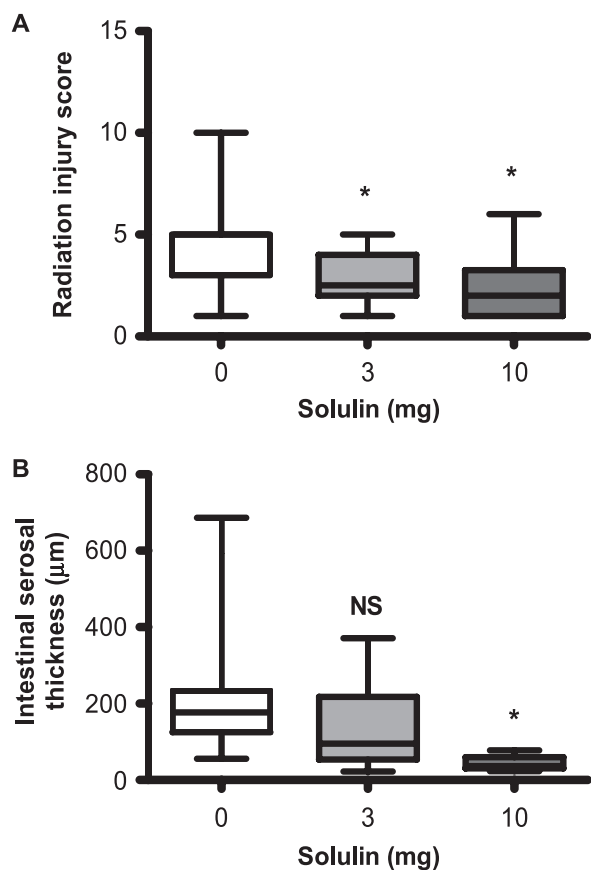 A
Radiation injury score
15
10
5
0
*
*
0
3
10
Solulin (mg)
B
Intestinal serosal
thickness (μm)
800
600
400
200
0
NS
*
0
3
10
Solulin (mg)